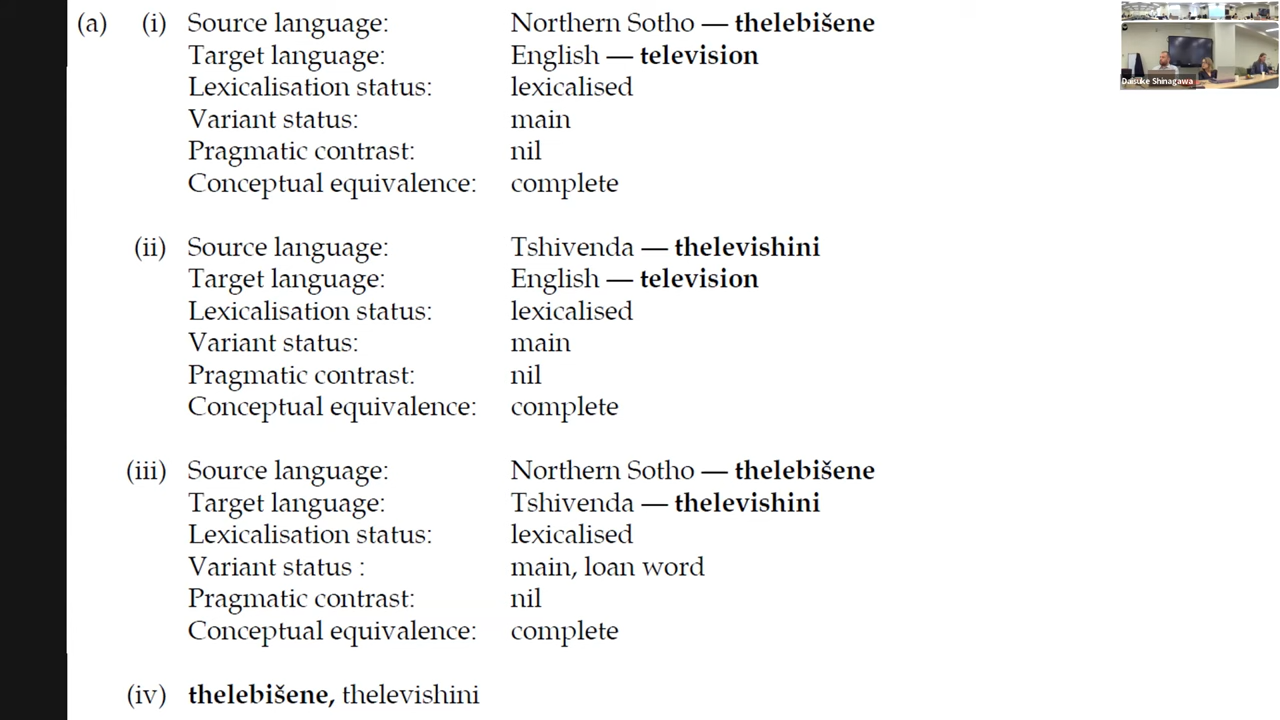 (a) (i) Source language: Northern Sotho — thelebišene
Target language: English — television
Lexicalisation status: lexicalised
Variant status: main
Pragmatic contrast: nil
Conceptual equivalence: complete
(ii) Source language: Tshivenda — thelevishini
Target language: English — television
Lexicalisation status: lexicalised
Variant status: main
Pragmatic contrast: nil
Conceptual equivalence: complete
(iii) Source language: Northern Sotho — thelebišene
Target language: Tshivenda — thelevishini
Lexicalisation status: lexicalised
Variant status : main, loan word
Pragmatic contrast: nil
Conceptual equivalence: complete
(iv) thelebišene, thelevishini
Daisuke Shinagawa